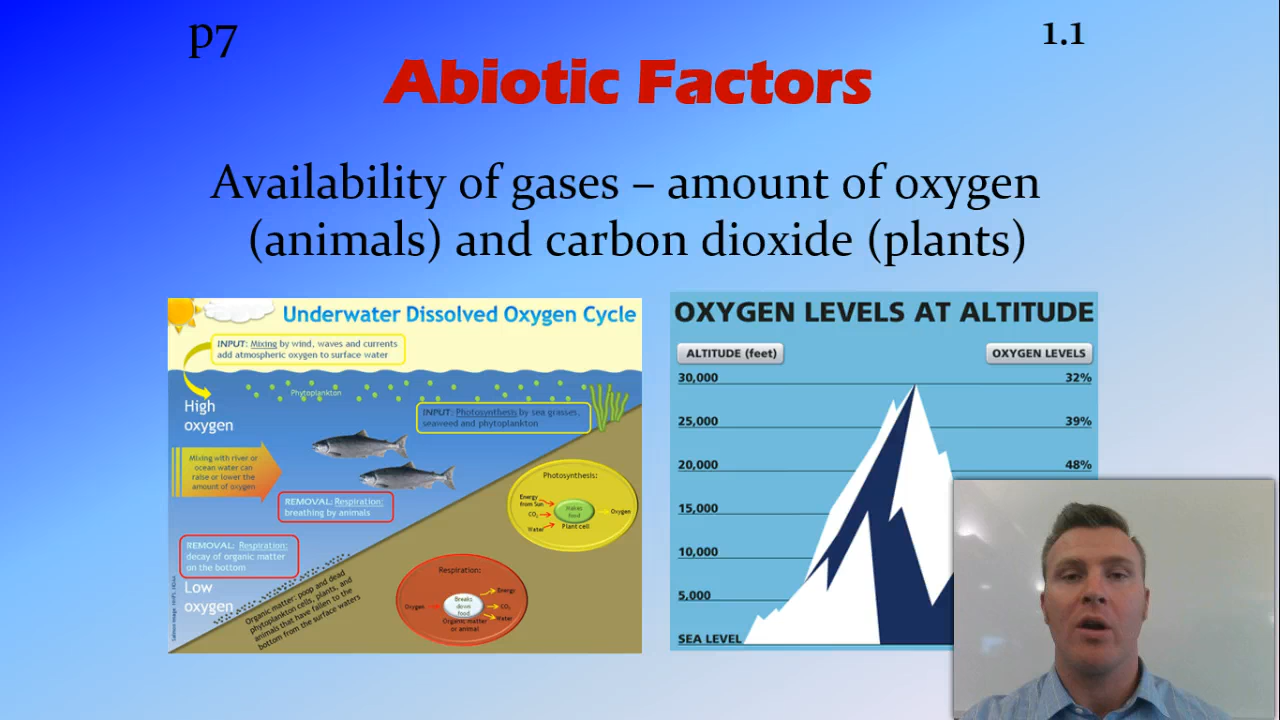 p7
1.1
Abiotic Factors
Availability of gases – amount of oxygen
(animals) and carbon dioxide (plants)
Underwater Dissolved Oxygen Cycle
INPUT: Mixing by wind, waves and currents
add atmospheric oxygen to surface water
Phytoplankton
High
oxygen
INPUT: Photosynthesis by sea grasses,
seaweed and phytoplankton
Mixing with river or
ocean water can
raise or lower the
amount of oxygen
REMOVAL: Respiration:
breathing by animals
Photosynthesis:
Energy
from Sun
CO₂
Water
Makes
food
Plant cell
Oxygen
REMOVAL: Respiration:
decay of organic matter
on the bottom
Low
oxygen
Organic matter: poop and dead
phytoplankton cells, plants, and
animals that have fallen to the
bottom from the surface waters
Respiration:
Oxygen
Breaks
down
food
Energy
CO₂
Water
Organic matter
or animal
OXYGEN LEVELS AT ALTITUDE
ALTITUDE (feet)
OXYGEN LEVELS
30,000
32%
25,000
39%
20,000
48%
15,000
10,000
5,000
SEA LEVEL